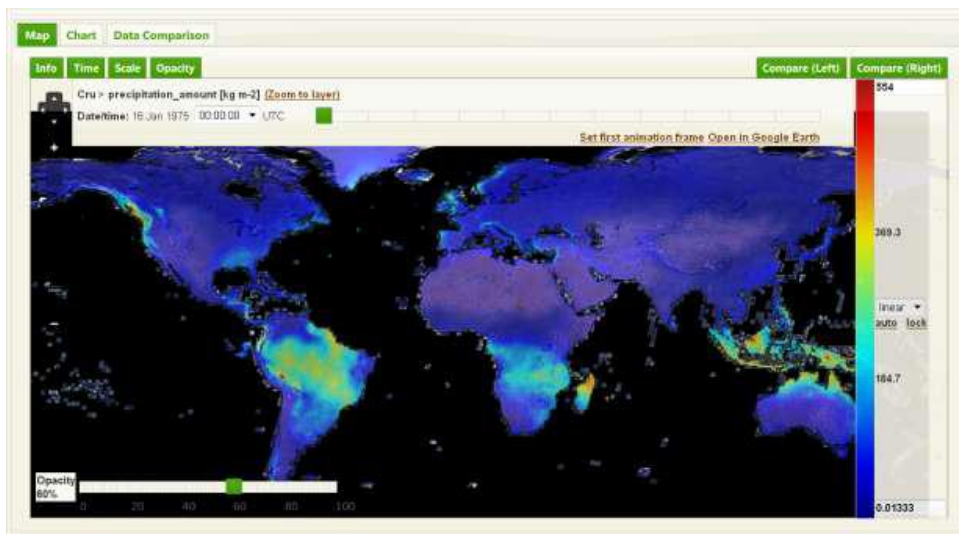 Map Chart Data Comparison
Info Time Scale Opacity Compare (Left) Compare (Right)
Cru > precipitation_amount [kg m-2] (Zoom to layer)
554
Date/time: 16 Jan 1975 00:00:00 UTC
Set first animation frame Open in Google Earth
369.3
linear
auto lock
184.7
Opacity
60%
0 20 40 60 80 100
0.01333